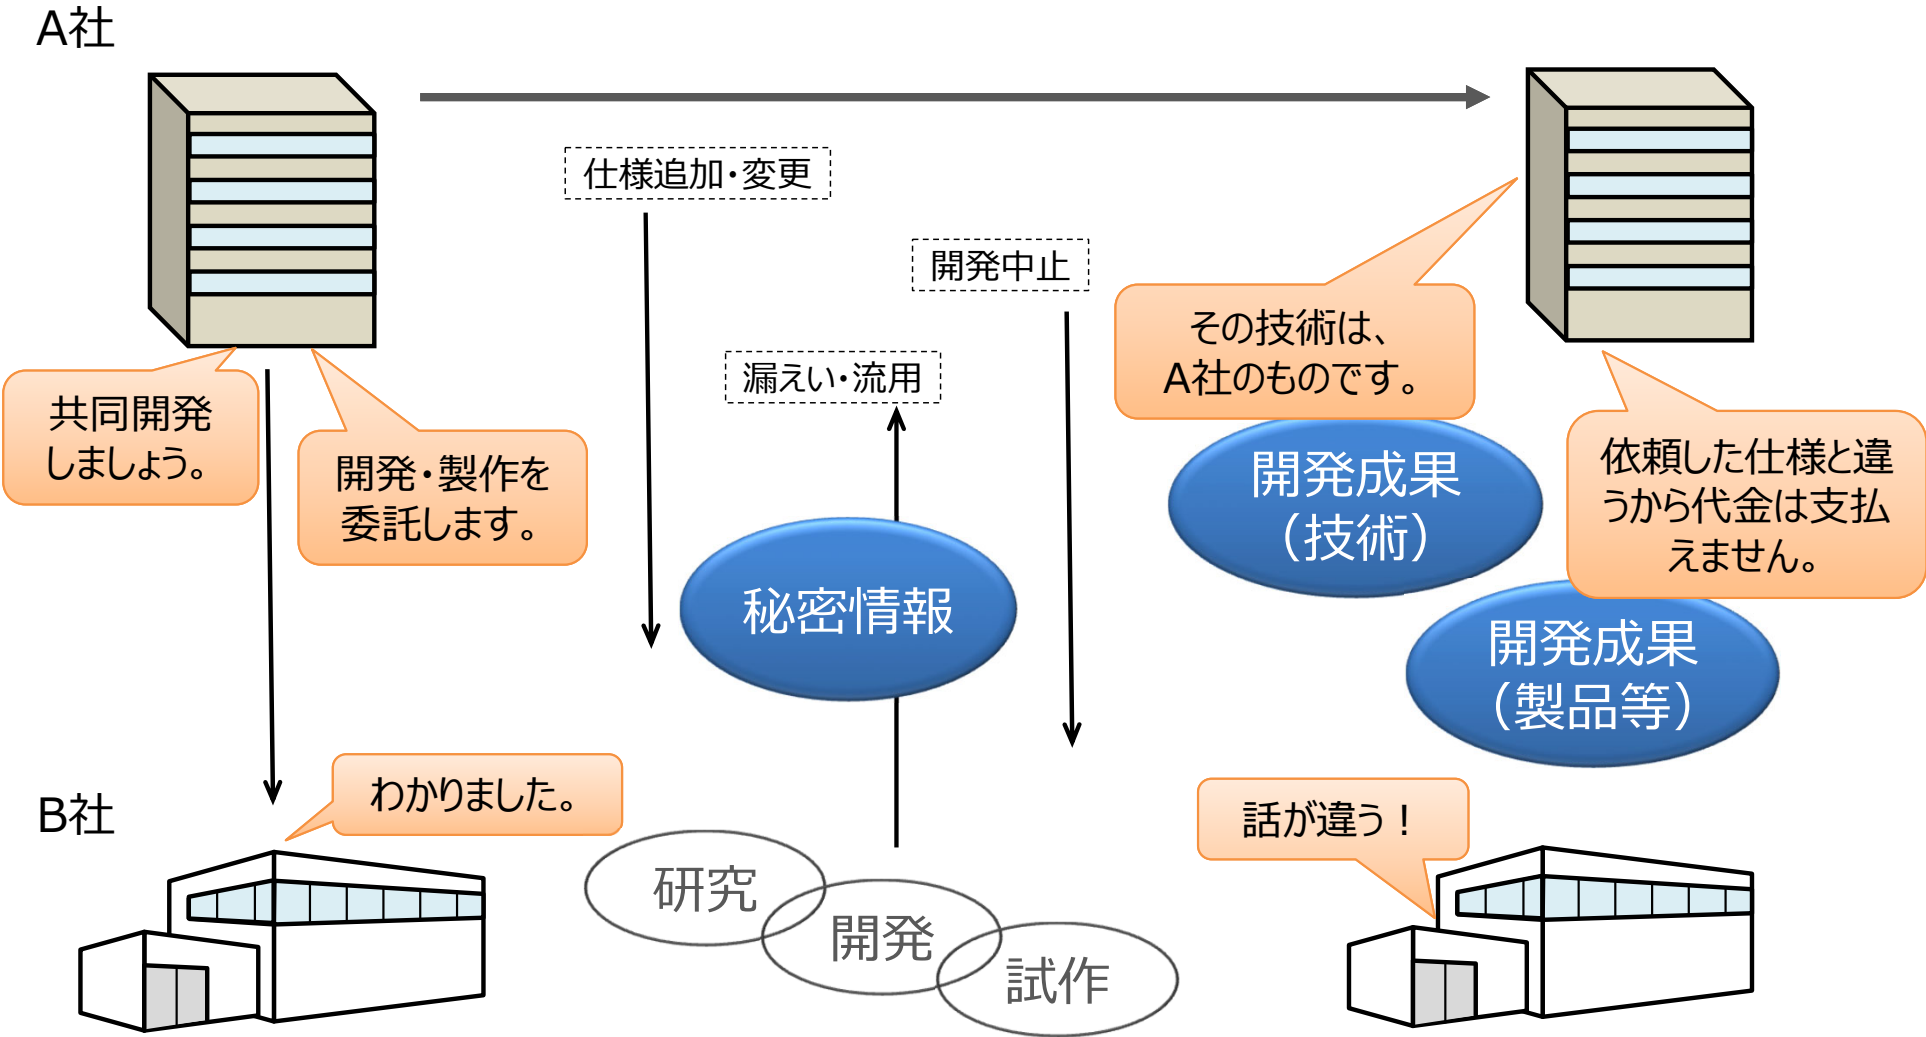 A社
仕様追加・変更
開発中止
その技術は、
A社のものです。
漏えい・流用
共同開発
しましょう。
開発・製作を
委託します。
依頼した仕様と違
うから代金は支払
えません。
開発成果
（技術）
秘密情報
開発成果
（製品等）
B社
わかりました。
話が違う！
研究
開発
試作